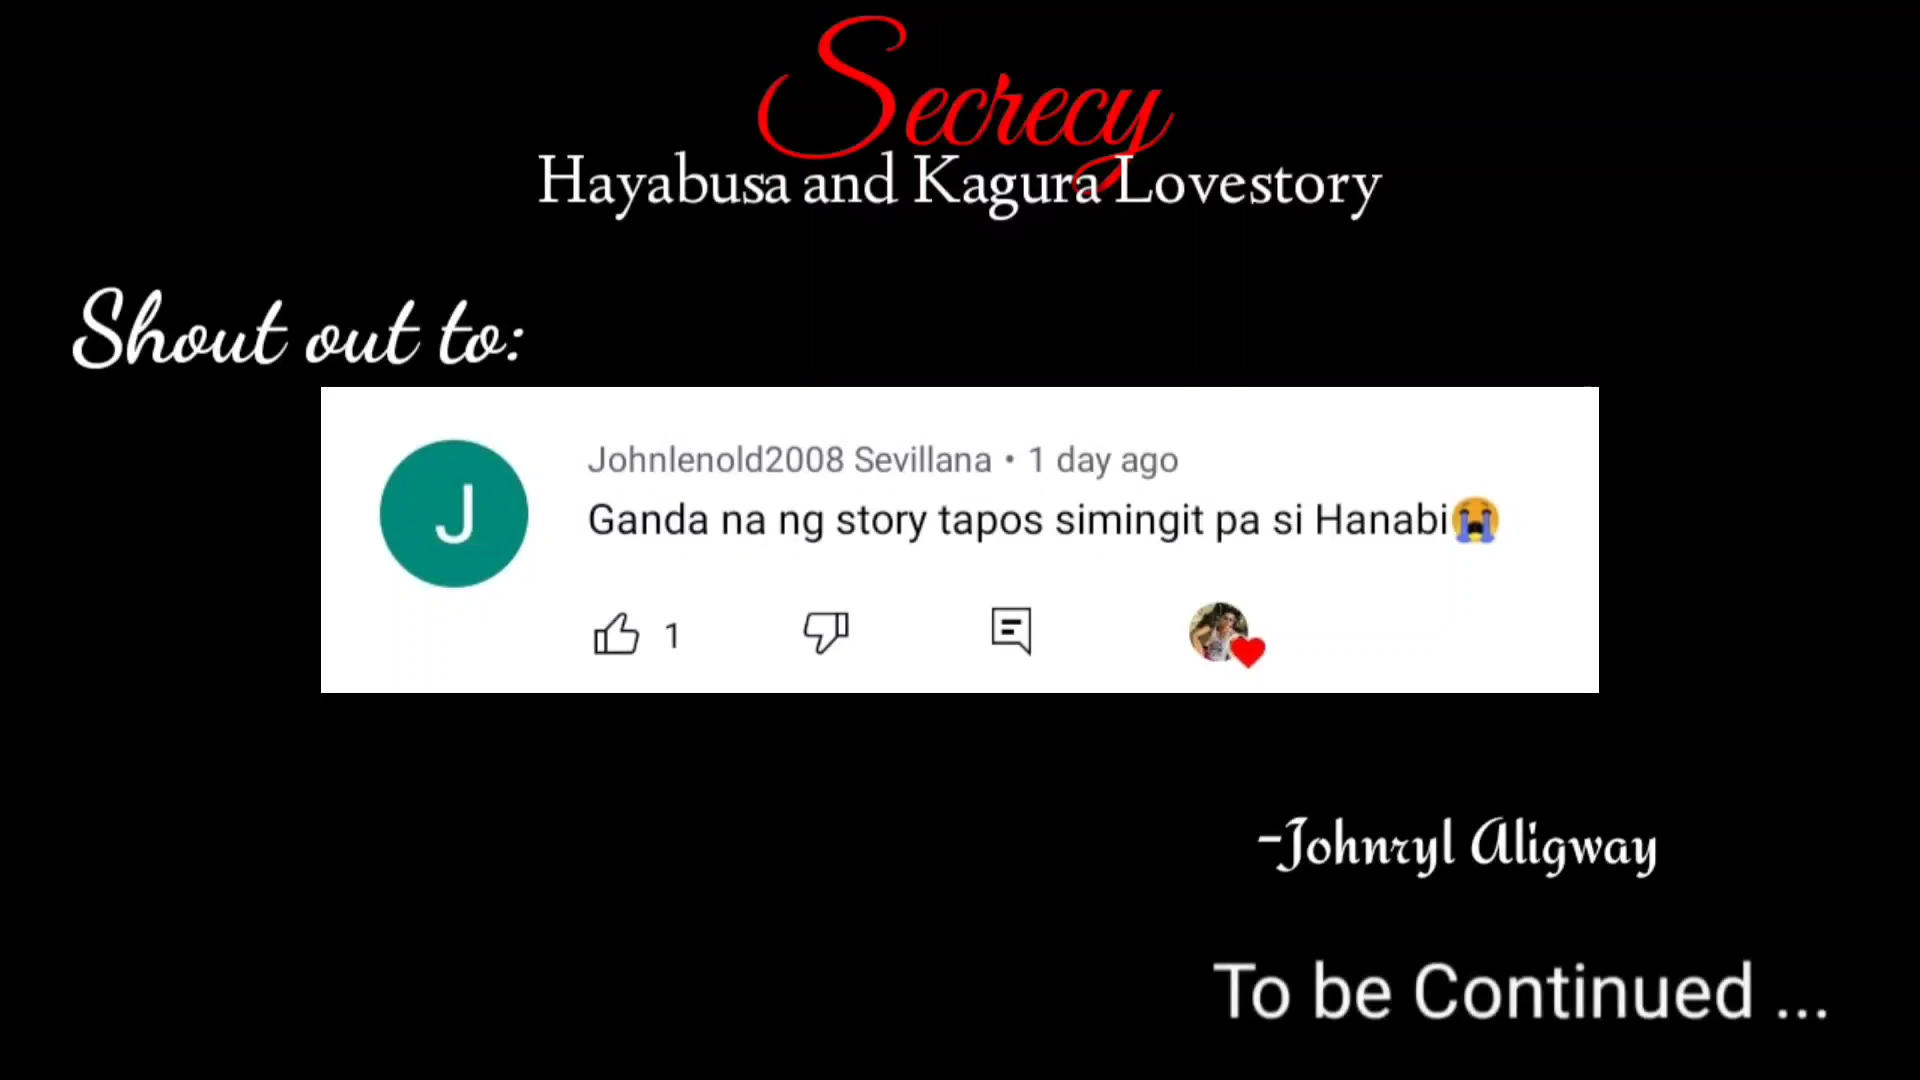 Secrecy
Hayabusa and Kagura Lovestory
Shout out to:
J
Johnlenold2008 Sevillana • 1 day ago
Ganda na ng story tapos simingit pa si Hanabi😭
1
-Johnryl Aligway
To be Continued ...